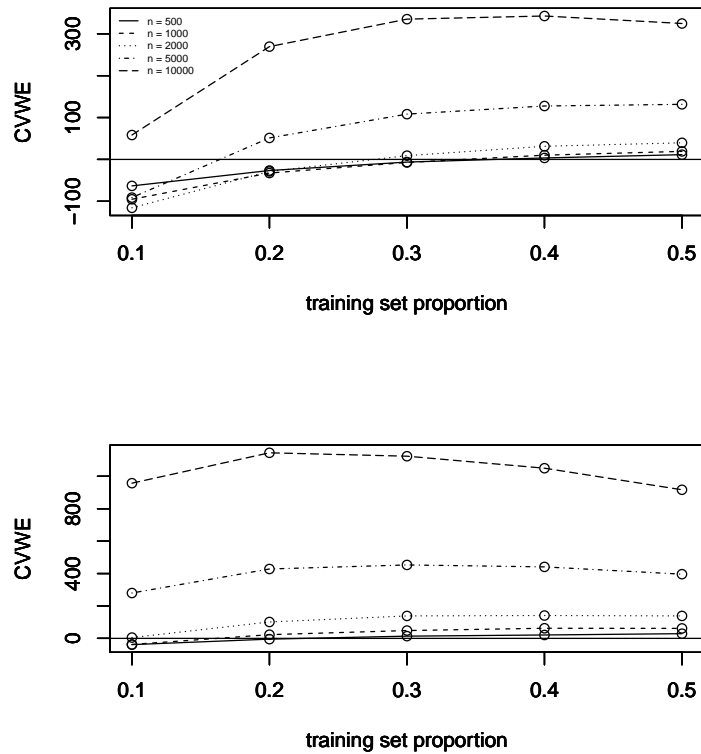 CVWE
300
100
−100
n = 500
n = 1000
n = 2000
n = 5000
n = 10000
0.1 0.2 0.3 0.4 0.5
training set proportion
CVWE
800
400
0
0.1 0.2 0.3 0.4 0.5
training set proportion